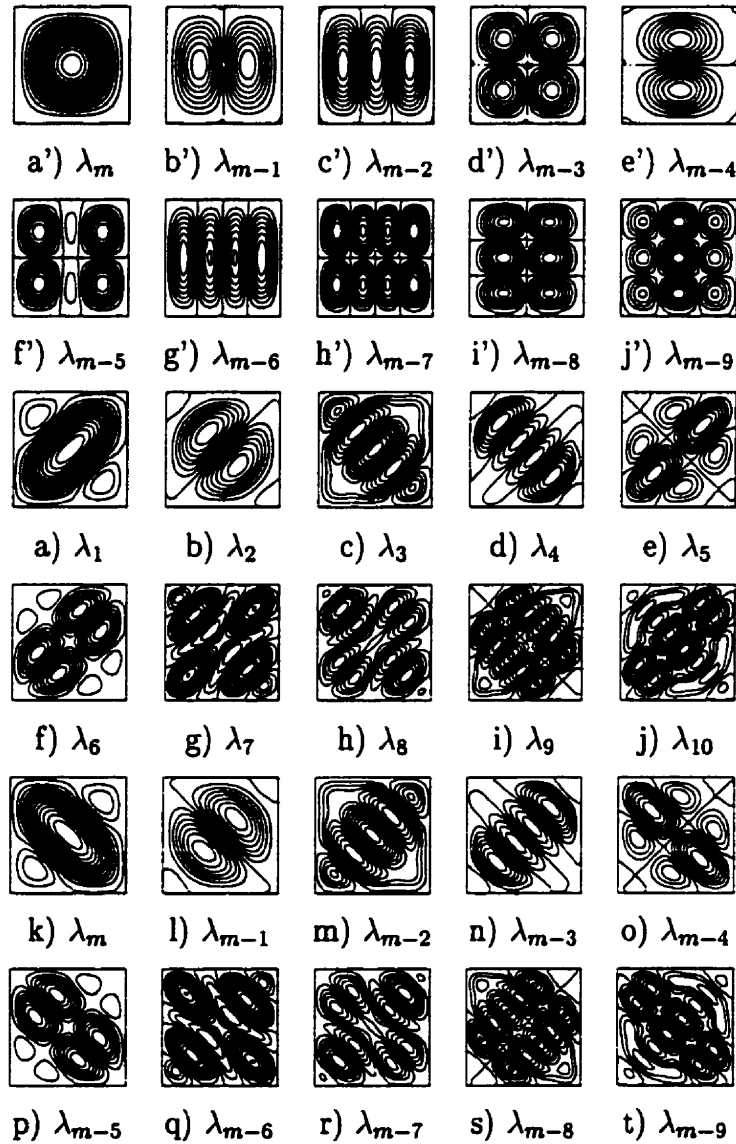 a') λ_m b') λ_{m−1} c') λ_{m−2} d') λ_{m−3} e') λ_{m−4}
f') λ_{m−5} g') λ_{m−6} h') λ_{m−7} i') λ_{m−8} j') λ_{m−9}
a) λ_1 b) λ_2 c) λ_3 d) λ_4 e) λ_5
f) λ_6 g) λ_7 h) λ_8 i) λ_9 j) λ_{10}
k) λ_m l) λ_{m−1} m) λ_{m−2} n) λ_{m−3} o) λ_{m−4}
p) λ_{m−5} q) λ_{m−6} r) λ_{m−7} s) λ_{m−8} t) λ_{m−9}